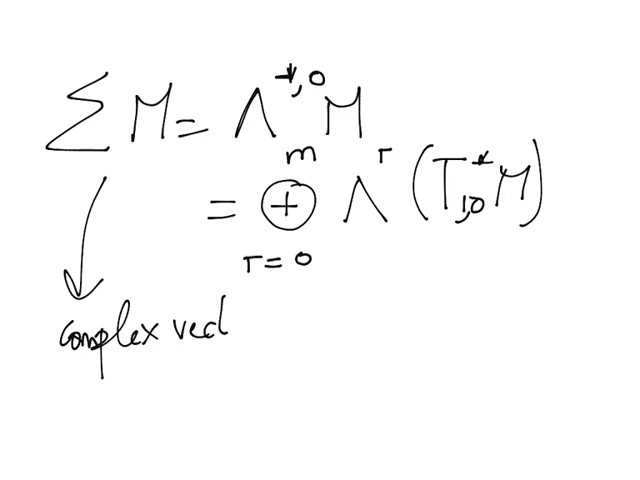 Σ M = Λ^{*,0} M
= ⊕_{r=0}^{m} Λ^r (T^*_{1,0} M)
complex vect